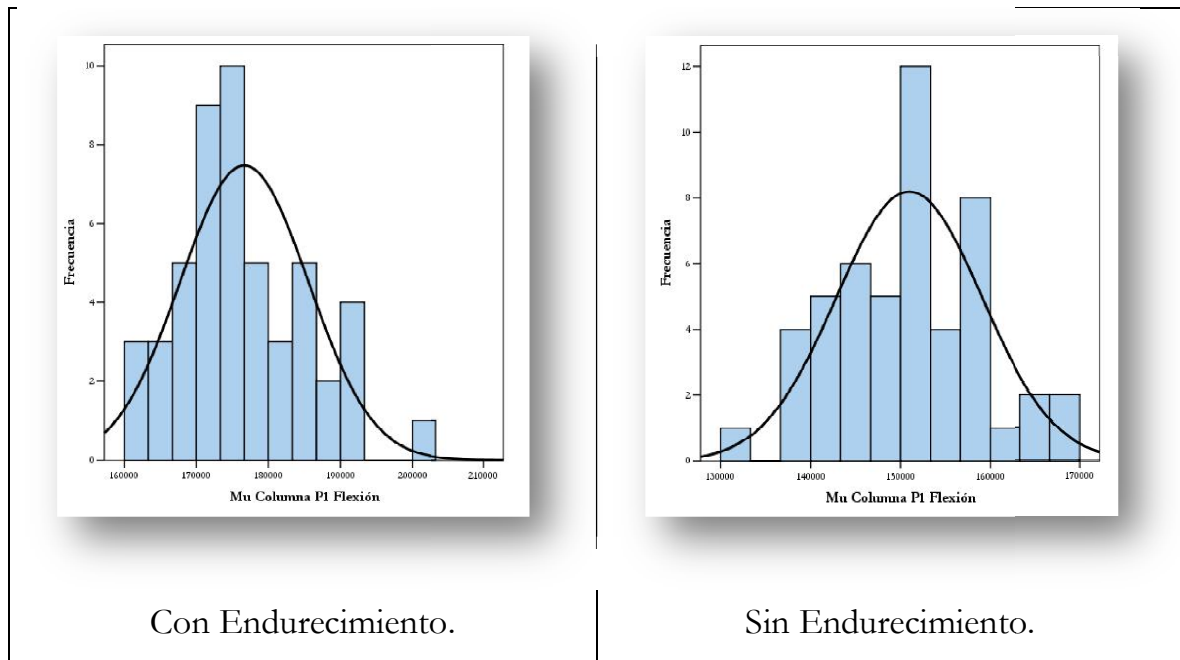 10
8
6
4
2
0
Frecuencia
160000 170000 180000 190000 200000 210000
Mu Columna P1 Flexión
Con Endurecimiento.
12
10
8
6
4
2
0
Frecuencia
130000 140000 150000 160000 170000
Mu Columna P1 Flexión
Sin Endurecimiento.